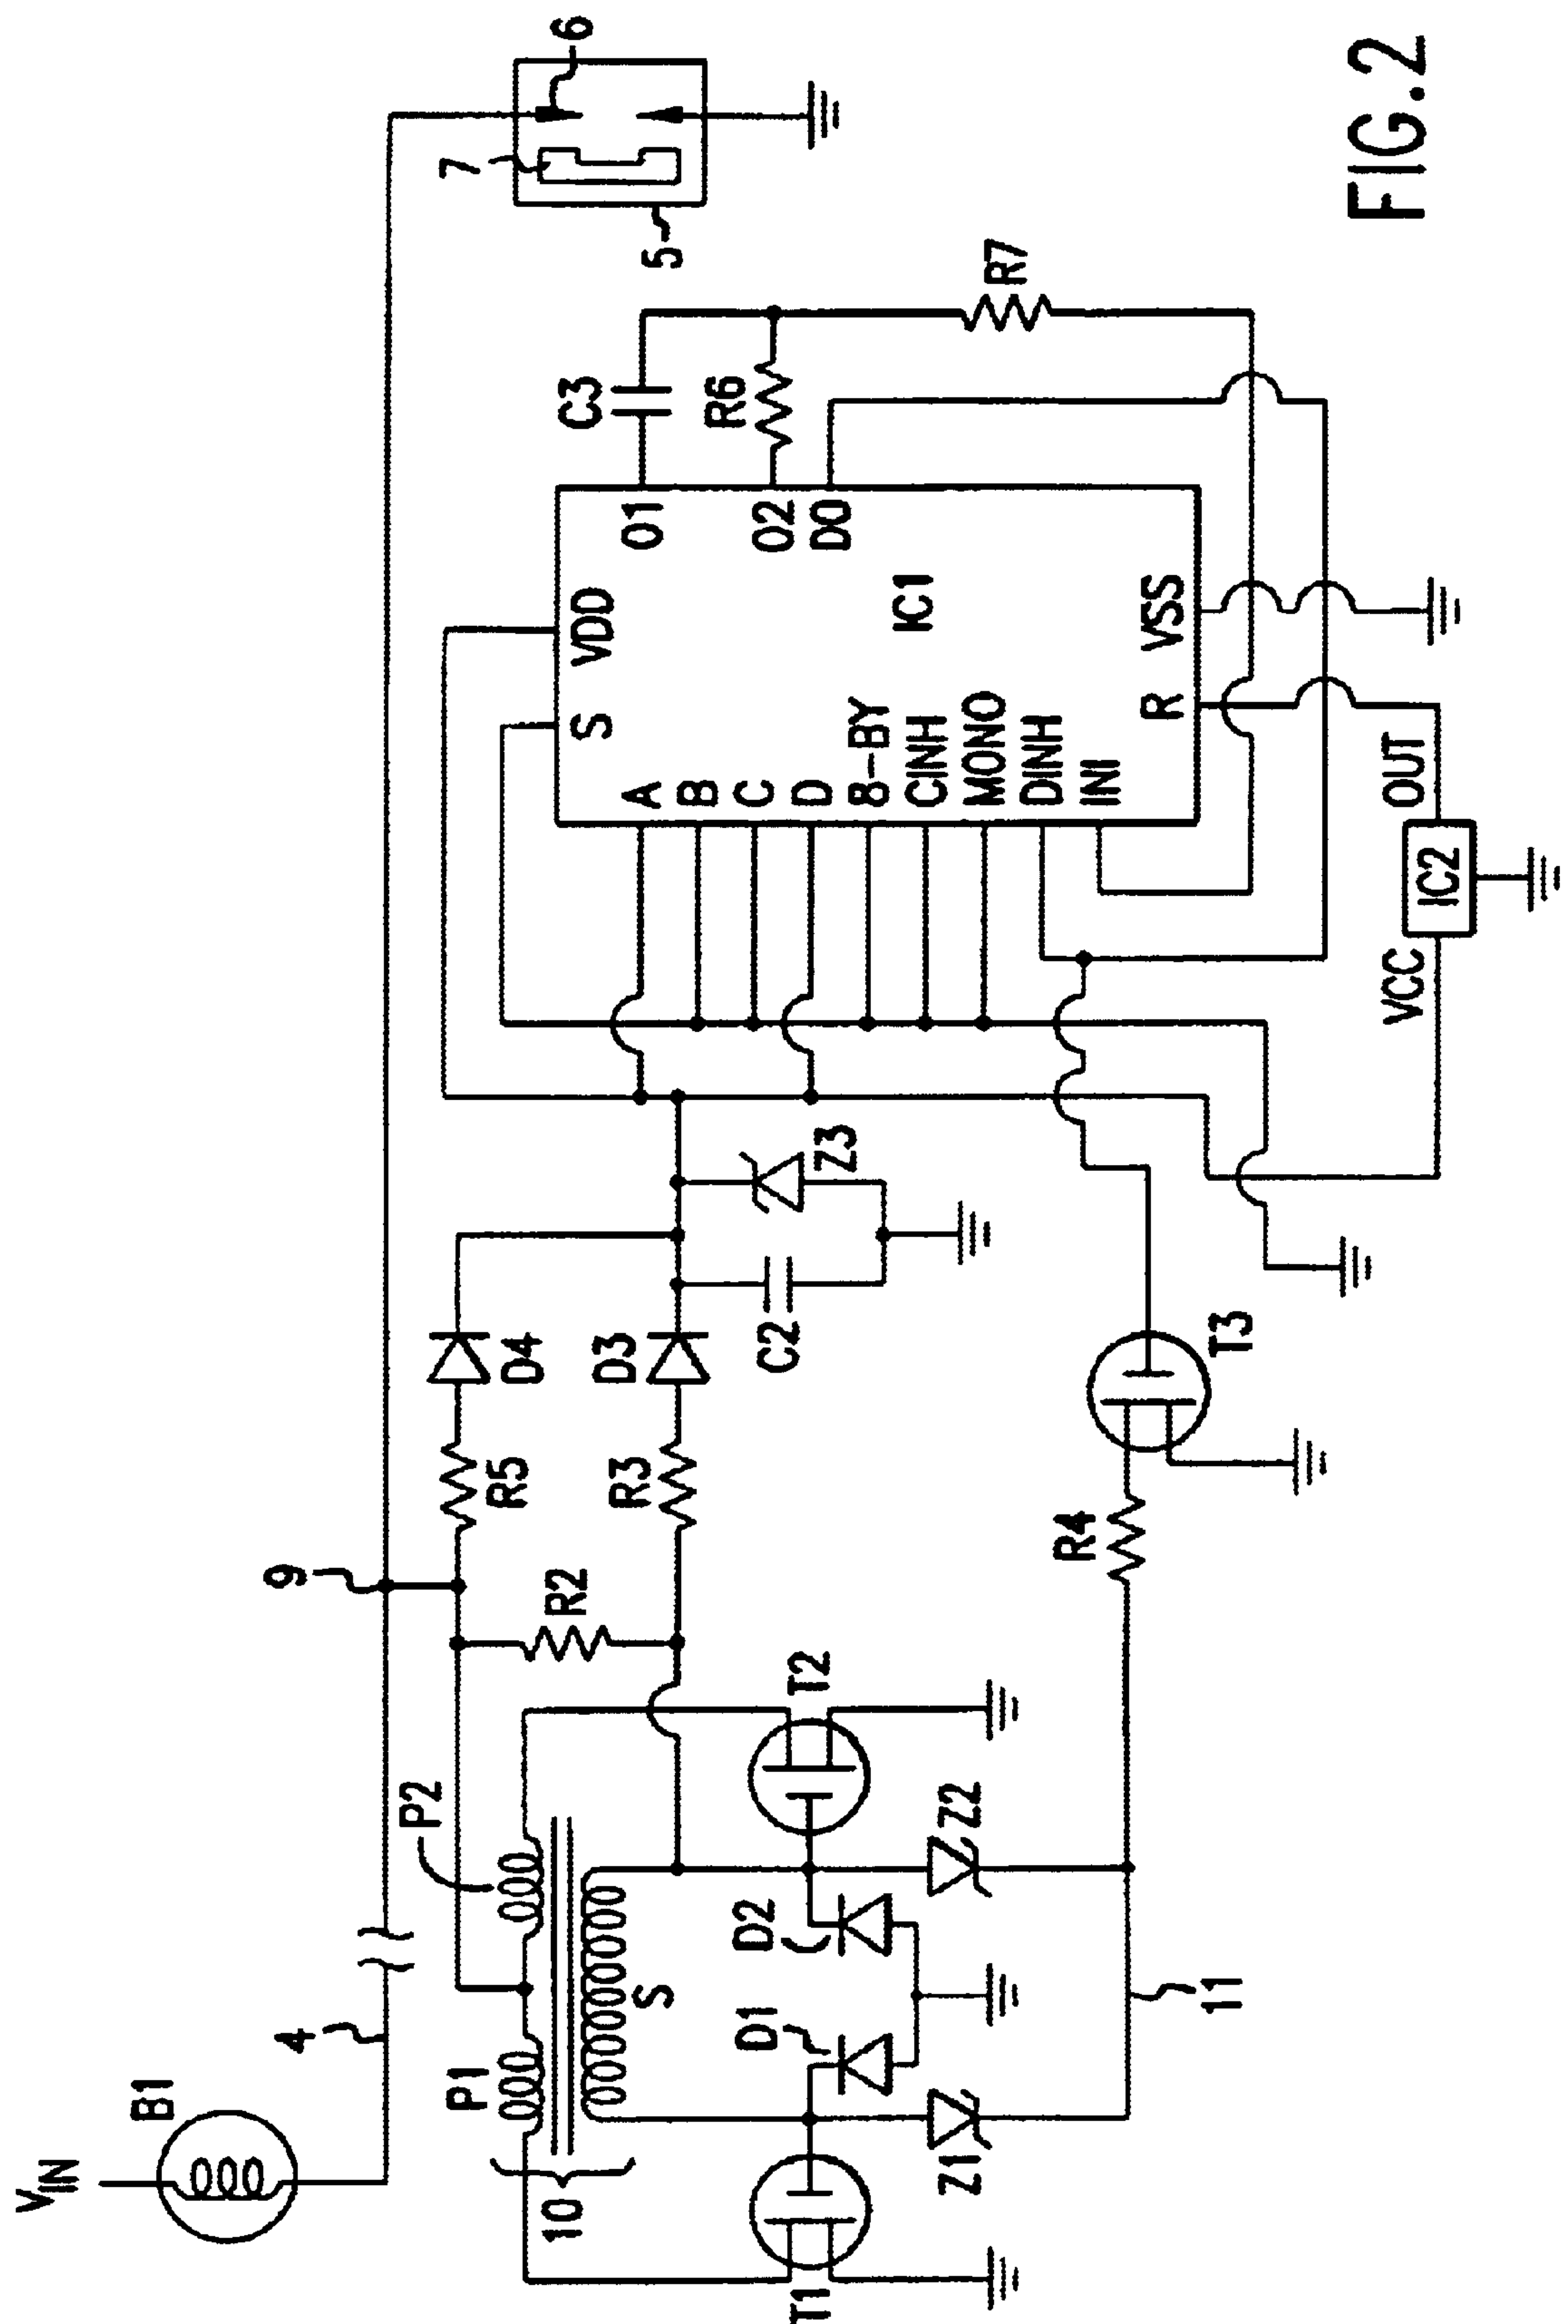 V_IN
B1
4
9
6
7
5
P1
P2
10
S
R2
R5
D4
R3
D3
C2
Z3
T1
T2
D1
D2
Z1
Z2
11
R4
T3
S
VDD
A
B
C
D
8-BY
CINH
MONO
DINH
INI
O1
O2
DO
IC1
R
VSS
C3
R6
R7
VCC
IC2
OUT
FIG.2